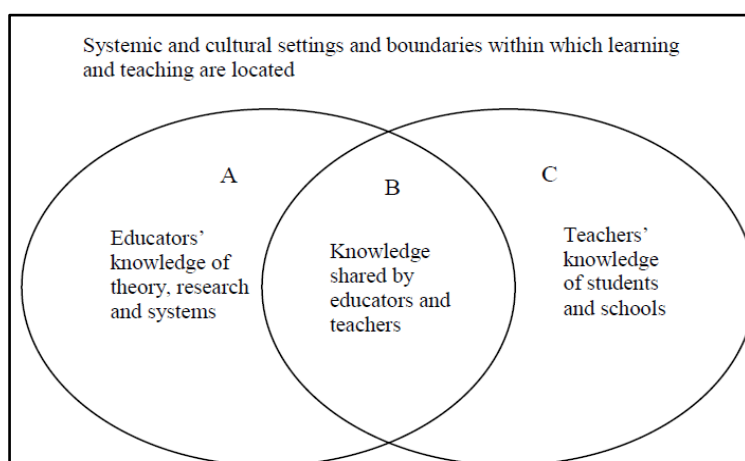 Systemic and cultural settings and boundaries within which learning
and teaching are located
A
B
C
Educators’
knowledge of
theory, research
and systems
Knowledge
shared by
educators and
teachers
Teachers’
knowledge
of students
and schools